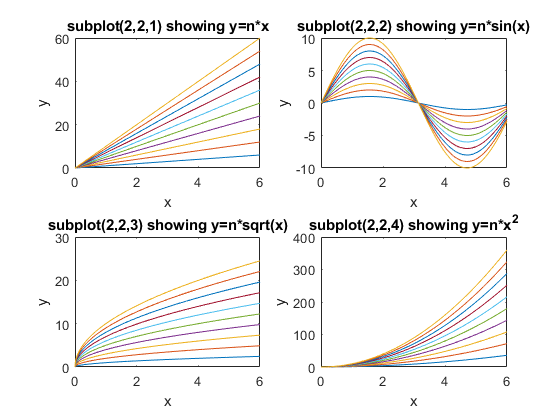 subplot(2,2,1) showing y=n*x
60
40
20
0
y
0 2 4 6
x
subplot(2,2,2) showing y=n*sin(x)
10
5
0
-5
-10
y
0 2 4 6
x
subplot(2,2,3) showing y=n*sqrt(x)
30
20
10
0
y
0 2 4 6
x
subplot(2,2,4) showing y=n*x²
400
300
200
100
0
y
0 2 4 6
x